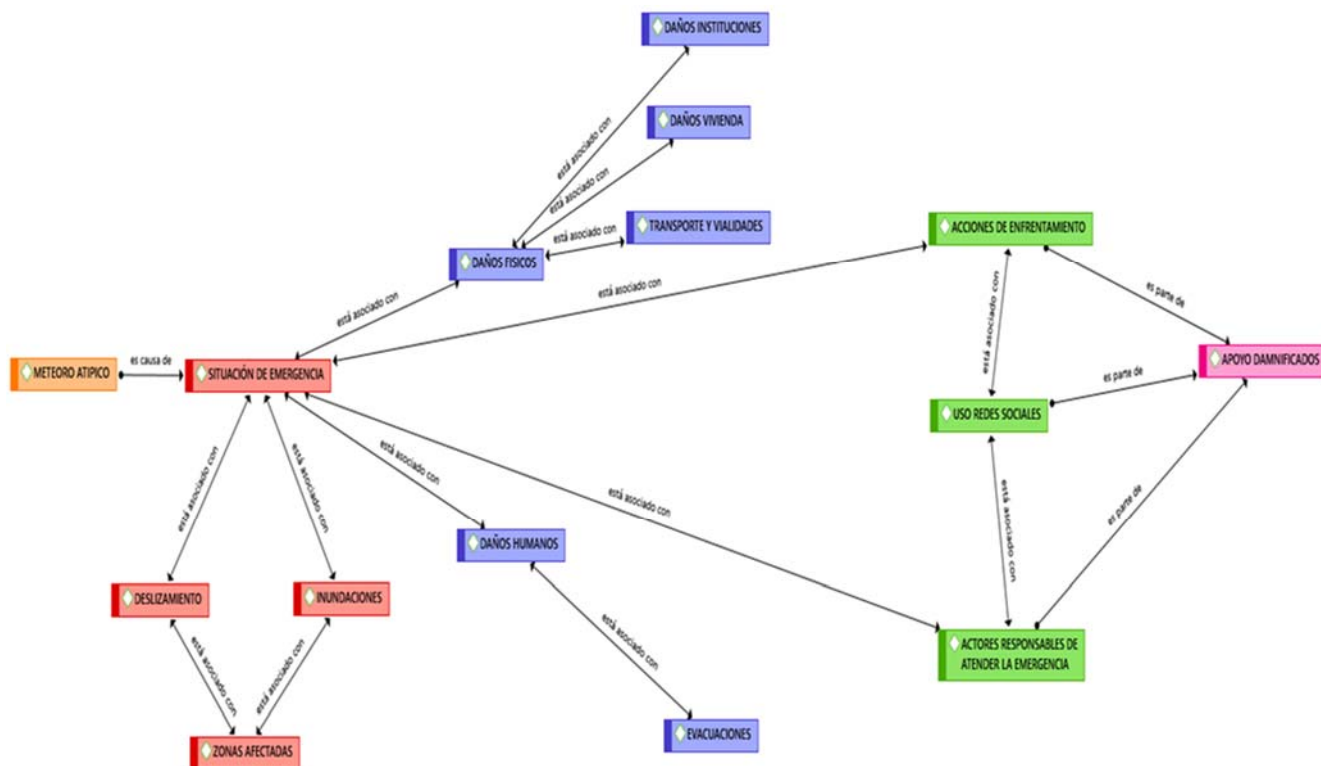 DAÑOS INSTITUCIONES
está asociado con
DAÑOS VIVIENDA
está asociado con
TRANSPORTE Y VIALIDADES
está asociado con
DAÑOS FISICOS
está asociado con
ACCIONES DE ENFRENTAMIENTO
está asociado con
es parte de
está asociado con
METEORO ATIPICO
es causa de
SITUACIÓN DE EMERGENCIA
APOYO DAMNIFICADOS
es parte de
USO REDES SOCIALES
está asociado con
está asociado con
está asociado con
está asociado con
está asociado con
es parte de
DAÑOS HUMANOS
DESLIZAMIENTO
INUNDACIONES
está asociado con
está asociado con
está asociado con
ACTORES RESPONSABLES DE
ATENDER LA EMERGENCIA
ZONAS AFECTADAS
EVACUACIONES